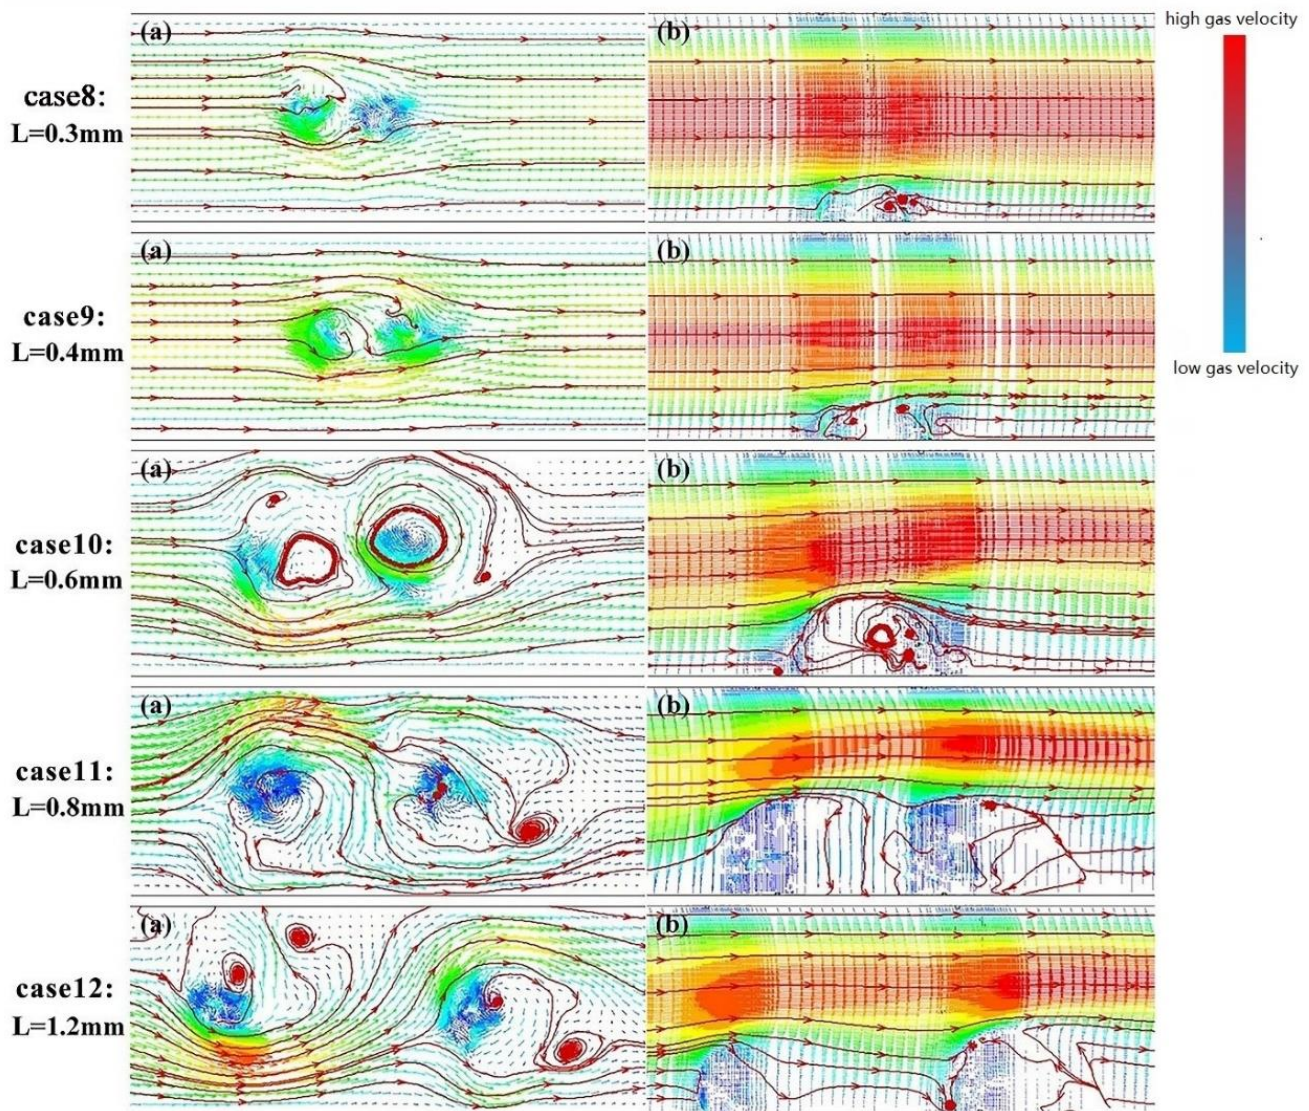 high gas velocity
low gas velocity
(a)
(b)
case8:
L=0.3mm
(a)
(b)
case9:
L=0.4mm
(a)
(b)
case10:
L=0.6mm
(a)
(b)
case11:
L=0.8mm
(a)
(b)
case12:
L=1.2mm